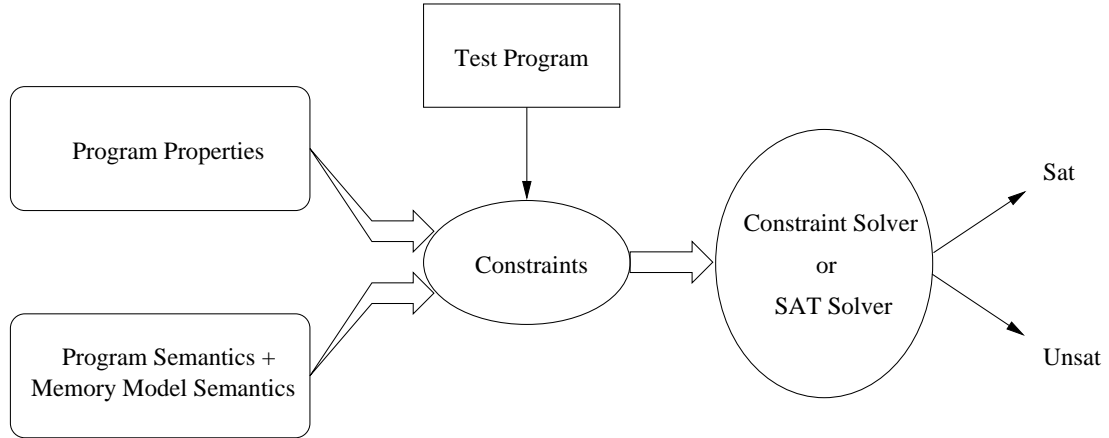 Test Program
Program Properties
Constraints
Program Semantics +
Memory Model Semantics
Constraint Solver
or
SAT Solver
Sat
Unsat